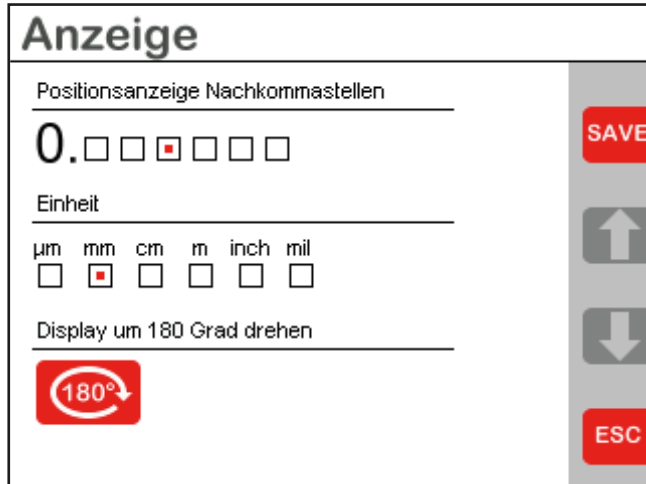 Anzeige
Positionsanzeige Nachkommastellen
0.
SAVE
Einheit
µm mm cm m inch mil
Display um 180 Grad drehen
180°
ESC